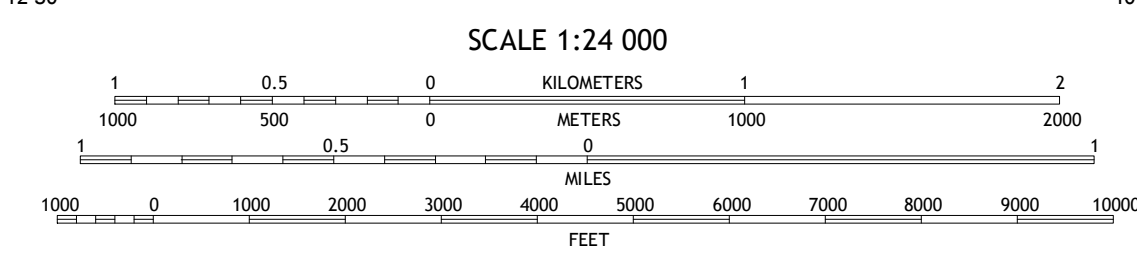 SCALE 1:24 000
1 0.5 0 KILOMETERS 1 2
1000 500 0 METERS 1000 2000
1 0.5 0 1
MILES
1000 0 1000 2000 3000 4000 5000 6000 7000 8000 9000 10000
FEET